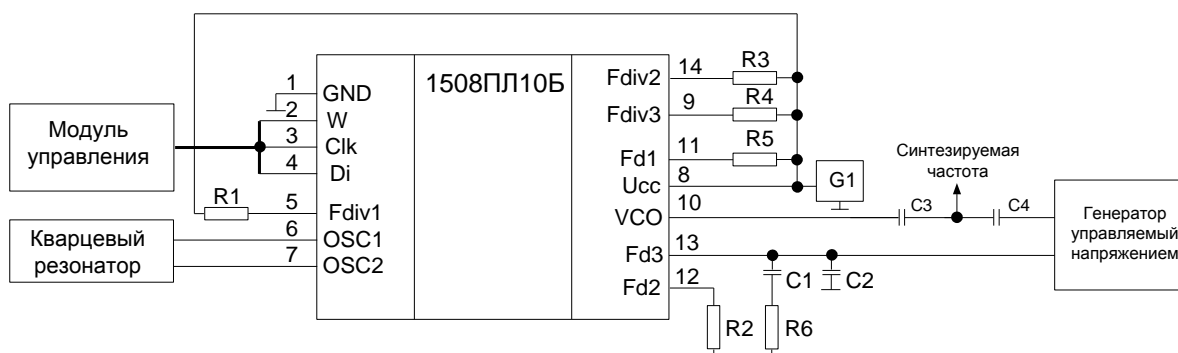 1508ПЛ10Б
Модуль
управления
Кварцевый
резонатор
R1
1
2
3
4
5
6
7
GND
W
Clk
Di
Fdiv1
OSC1
OSC2
Fdiv2
Fdiv3
Fd1
Ucc
VCO
Fd3
Fd2
14
9
11
8
10
13
12
R3
R4
R5
G1
Синтезируемая
частота
C3
C4
C1
C2
R2
R6
Генератор
управляемый
напряжением